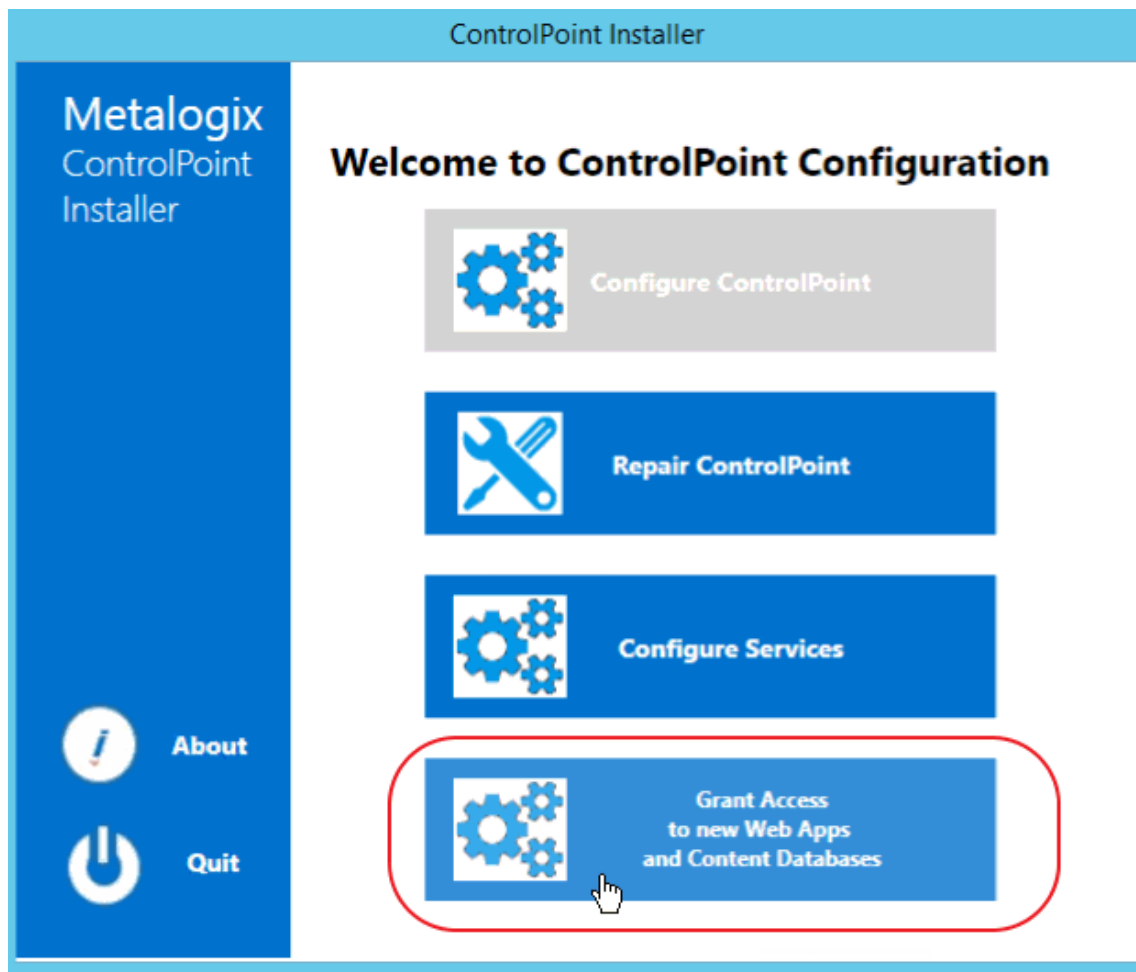 ControlPoint Installer
Metalogix
ControlPoint
Installer
Welcome to ControlPoint Configuration
Configure ControlPoint
Repair ControlPoint
Configure Services
Grant Access
to new Web Apps
and Content Databases
About
Quit